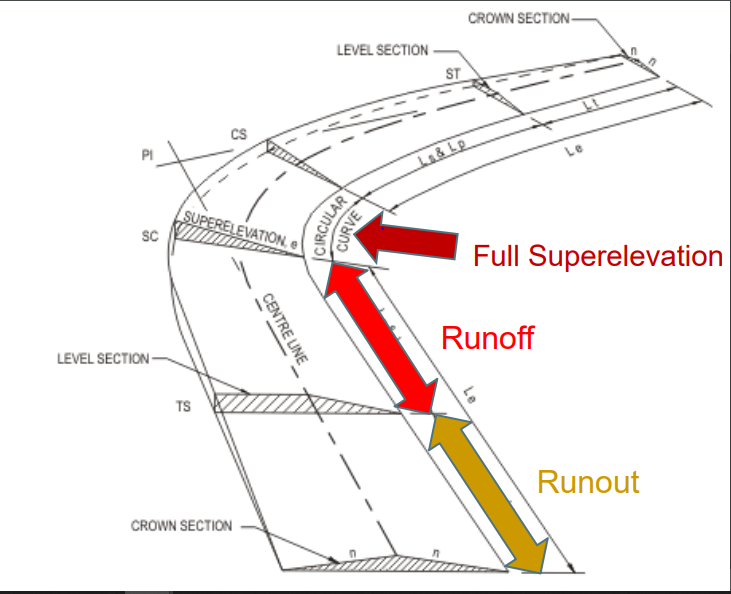 CROWN SECTION
LEVEL SECTION
n
n
ST
CS
Lt
PI
Ls & Lp
Le
CIRCULAR
CURVE
SC
SUPERELEVATION, e
Full Superelevation
CENTRE LINE
Runoff
LEVEL SECTION
Le
TS
Runout
CROWN SECTION
n
n